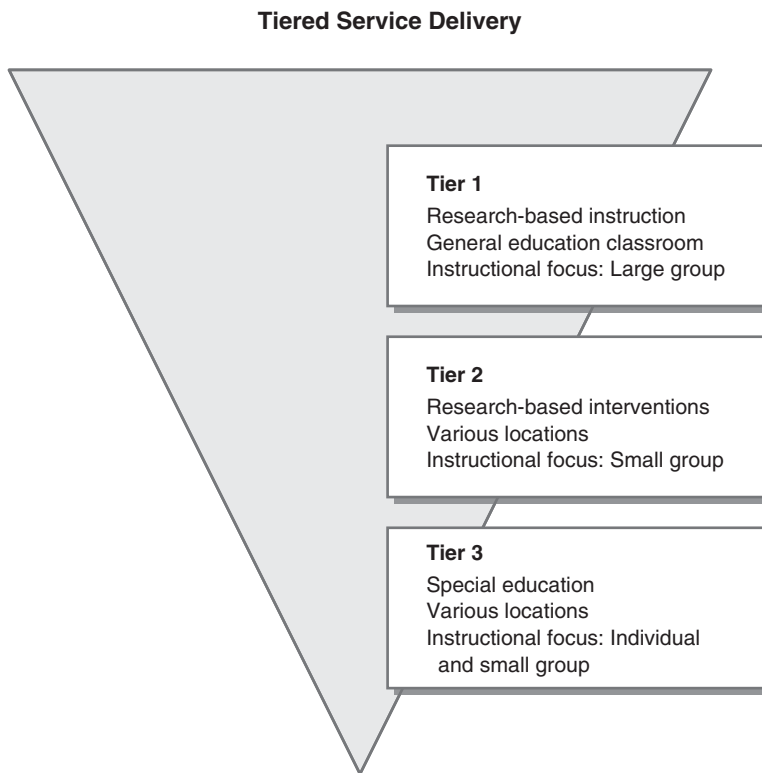 Tiered Service Delivery
Tier 1
Research-based instruction
General education classroom
Instructional focus: Large group
Tier 2
Research-based interventions
Various locations
Instructional focus: Small group
Tier 3
Special education
Various locations
Instructional focus: Individual
and small group